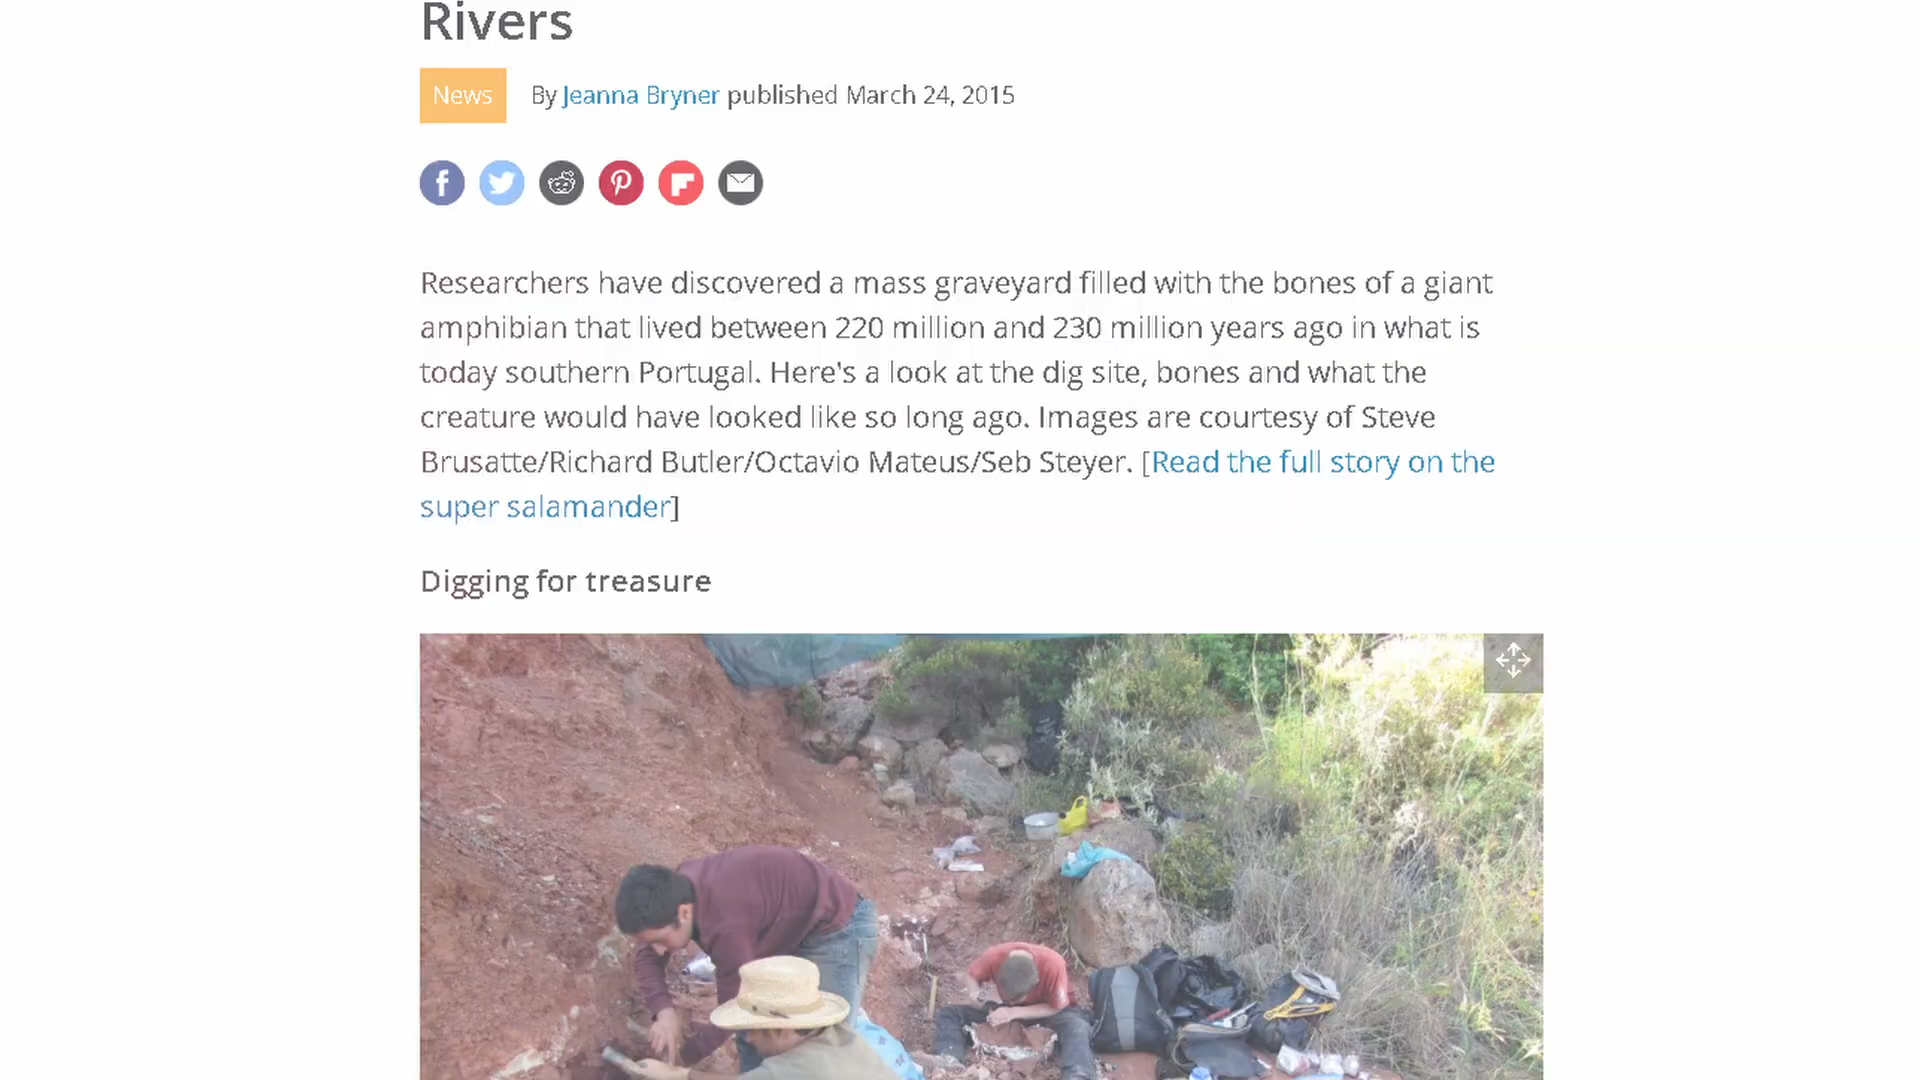 Rivers
News By Jeanna Bryner published March 24, 2015
Researchers have discovered a mass graveyard filled with the bones of a giant
amphibian that lived between 220 million and 230 million years ago in what is
today southern Portugal. Here's a look at the dig site, bones and what the
creature would have looked like so long ago. Images are courtesy of Steve
Brusatte/Richard Butler/Octavio Mateus/Seb Steyer. [Read the full story on the
super salamander]
Digging for treasure